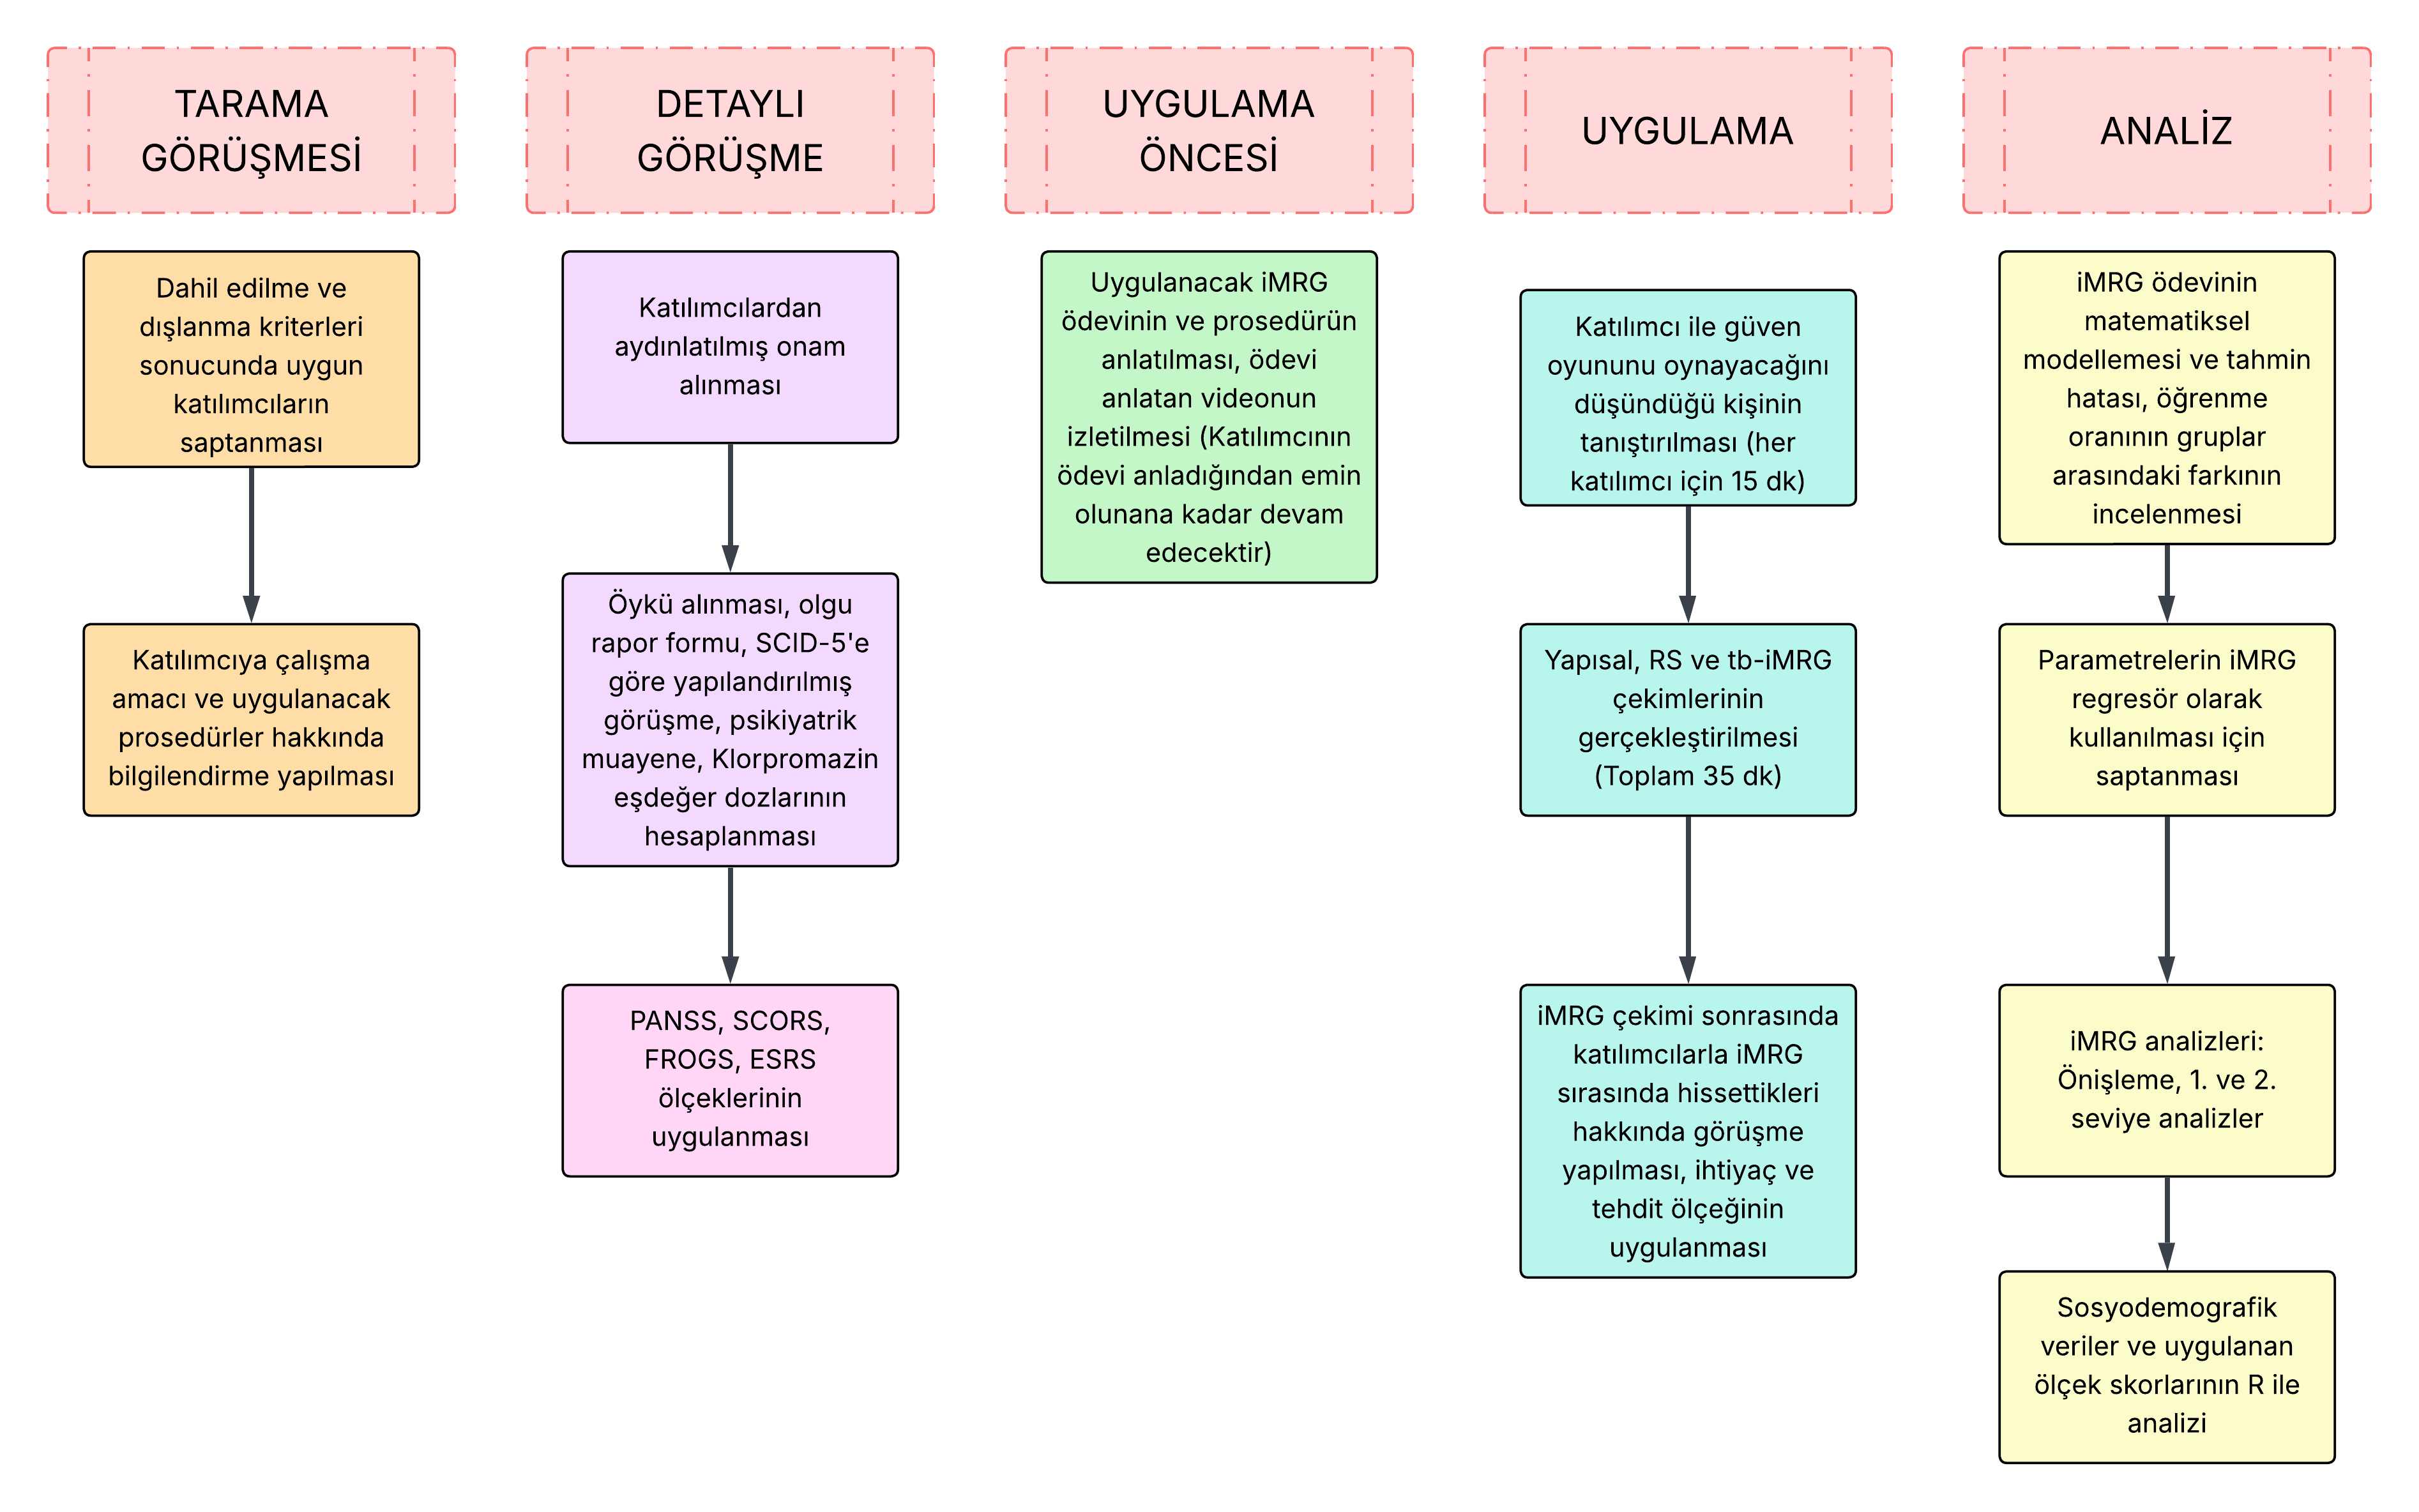 TARAMA
GÖRÜŞMESİ
Dahil edilme ve
dışlanma kriterleri
sonucunda uygun
katılımcıların
saptanması
Katılımcıya çalışma
amacı ve uygulanacak
prosedürler hakkında
bilgilendirme yapılması
DETAYLI
GÖRÜŞME
Katılımcılardan
aydınlatılmış onam
alınması
Öykü alınması, olgu
rapor formu, SCID-5'e
göre yapılandırılmış
görüşme, psikiyatrik
muayene, Klorpromazin
eşdeğer dozlarının
hesaplanması
PANSS, SCORS,
FROGS, ESRS
ölçeklerinin
uygulanması
UYGULAMA
ÖNCESİ
Uygulanacak iMRG
ödevinin ve prosedürün
anlatılması, ödevi
anlatan videonun
izletilmesi (Katılımcının
ödevi anladığından emin
olunana kadar devam
edecektir)
UYGULAMA
Katılımcı ile güven
oyununu oynayacağını
düşündüğü kişinin
tanıştırılması (her
katılımcı için 15 dk)
Yapısal, RS ve tb-iMRG
çekimlerinin
gerçekleştirilmesi
(Toplam 35 dk)
iMRG çekimi sonrasında
katılımcılarla iMRG
sırasında hissettikleri
hakkında görüşme
yapılması, ihtiyaç ve
tehdit ölçeğinin
uygulanması
ANALİZ
iMRG ödevinin
matematiksel
modellemesi ve tahmin
hatası, öğrenme
oranının gruplar
arasındaki farkının
incelenmesi
Parametrelerin iMRG
regresör olarak
kullanılması için
saptanması
iMRG analizleri:
Önişleme, 1. ve 2.
seviye analizler
Sosyodemografik
veriler ve uygulanan
ölçek skorlarının R ile
analizi